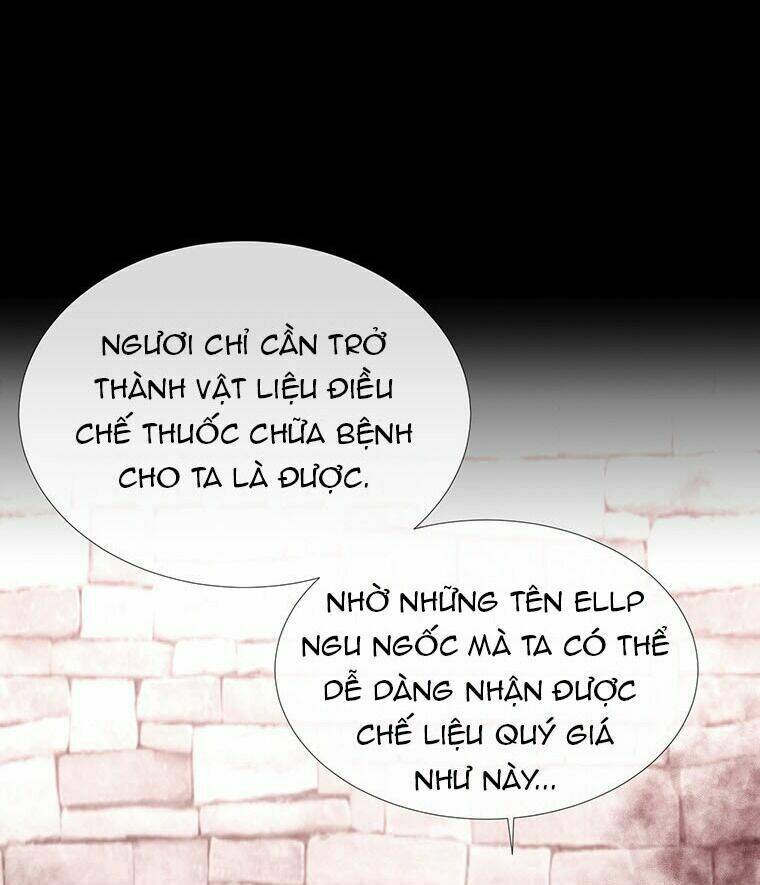 NGƯƠI CHỈ CẦN TRỞ
THÀNH VẬT LIỆU ĐIỀU
CHẾ THUỐC CHỮA BỆNH
CHO TA LÀ ĐƯỢC.
NHỜ NHỮNG TÊN ELLP
NGU NGỐC MÀ TA CÓ THỂ
DỄ DÀNG NHẬN ĐƯỢC
CHẾ LIỆU QUÝ GIÁ
NHƯ NÀY...